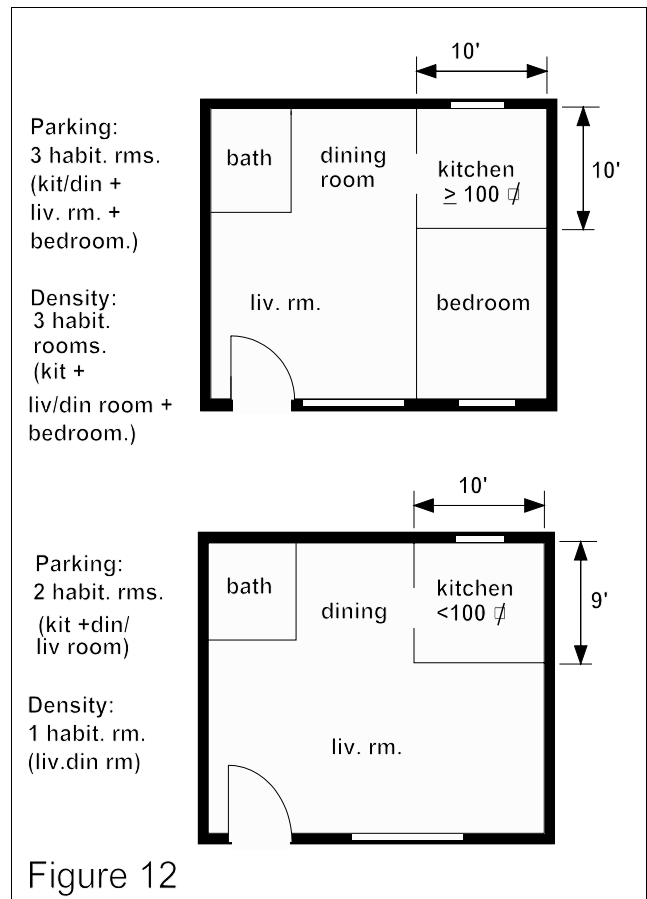 10'
Parking:
3 habit. rms.
(kit/din +
liv. rm. +
bedroom.)
Density:
3 habit.
rooms.
(kit +
liv/din room +
bedroom.)
bath
dining
room
kitchen
≥ 100 ⏍
10'
liv. rm.
bedroom
10'
Parking:
2 habit. rms.
(kit +din/
liv room)
Density:
1 habit. rm.
(liv.din rm)
bath
dining
kitchen
<100 ⏍
9'
liv. rm.
Figure 12